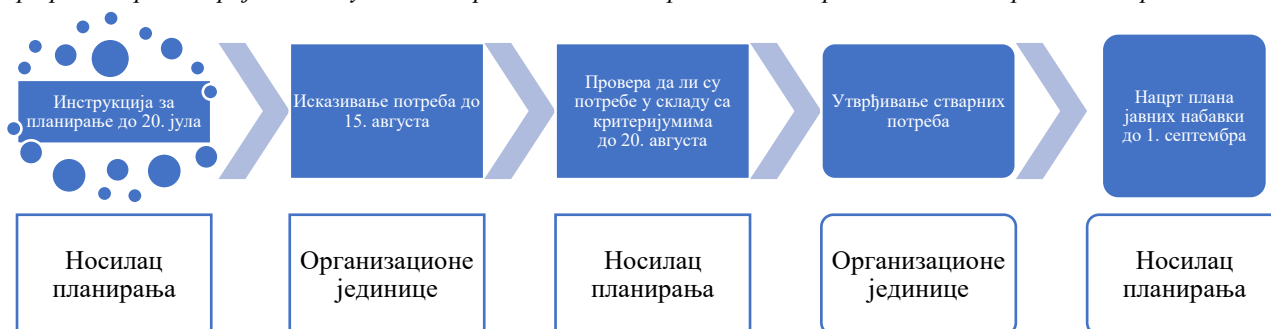 Инструкција за
планирање до 20. јула
Исказивање потреба до
15. августа
Провера да ли су
потребе у складу са
критеријумима
до 20. августа
Утврђивање стварних
потреба
Нацрт плана
јавних набавки
до 1. септембра
Носилац
планирања
Организационе
јединице
Носилац
планирања
Организационе
јединице
Носилац
планирања